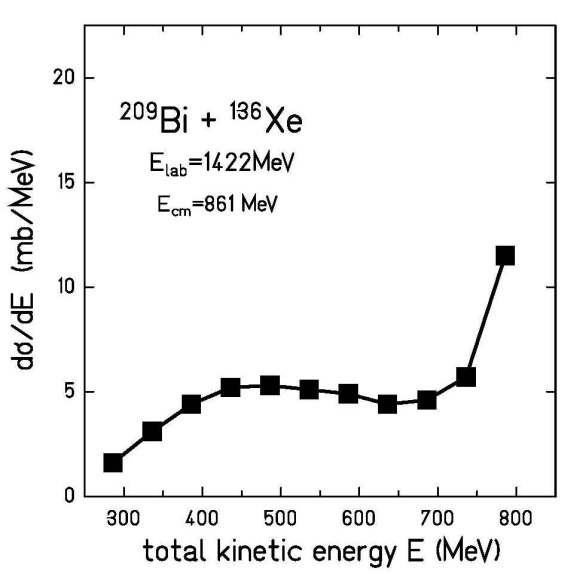 20
15
10
5
0
dσ/dE (mb/MeV)
²⁰⁹Bi + ¹³⁶Xe
E_lab=1422MeV
E_cm=861 MeV
300 400 500 600 700 800
total kinetic energy E (MeV)